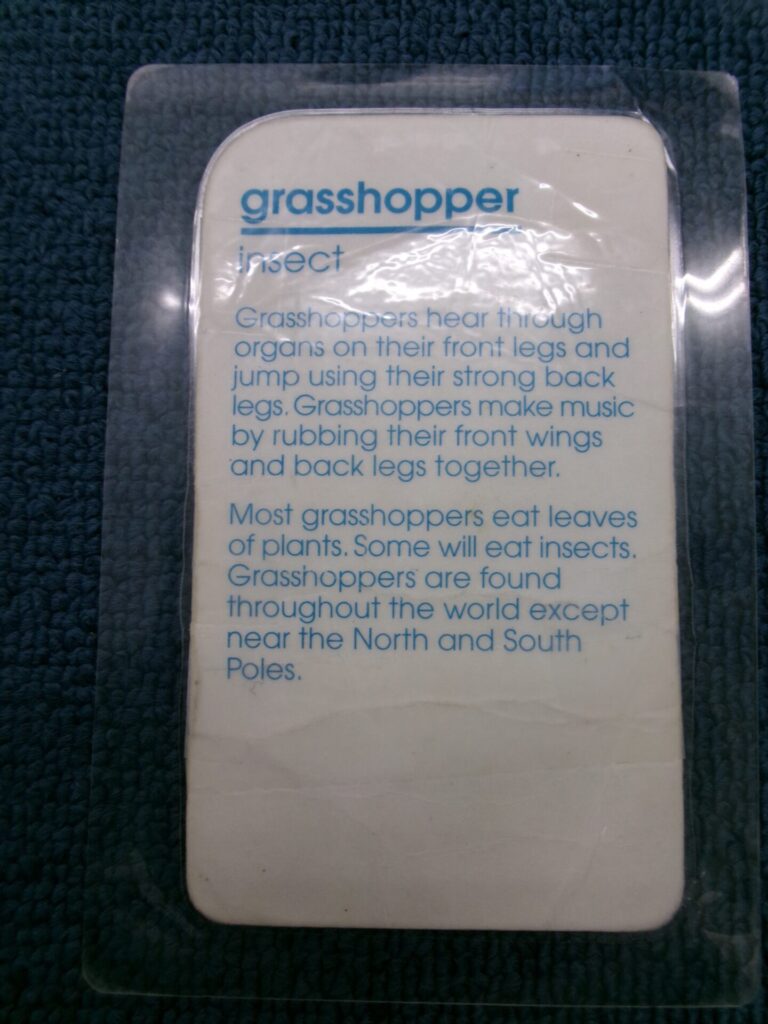 grasshopper
insect
Grasshoppers hear through
organs on their front legs and
jump using their strong back
legs. Grasshoppers make music
by rubbing their front wings
and back legs together.
Most grasshoppers eat leaves
of plants. Some will eat insects.
Grasshoppers are found
throughout the world except
near the North and South
Poles.